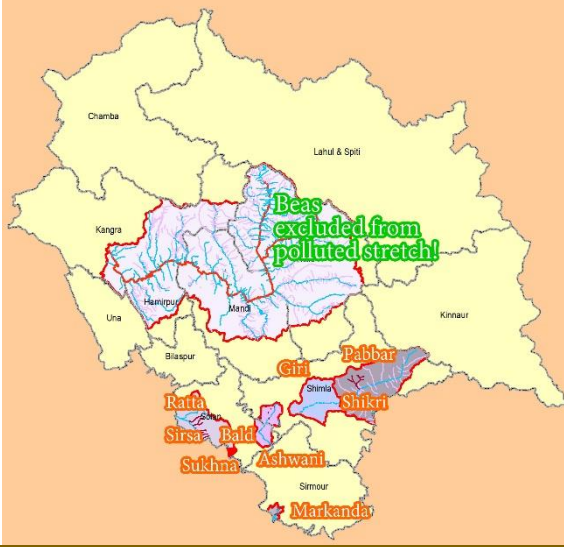 Chamba
Lahul & Spiti
Beas
excluded from
polluted stretch!
Kangra
Hamirpur
Mandi
Una
Kinnaur
Bilaspur
Giri
Pabbar
Shimla
Ratta
Shikri
Solan
Sirsa
Bald
Sukhna
Ashwani
Sirmour
Markanda